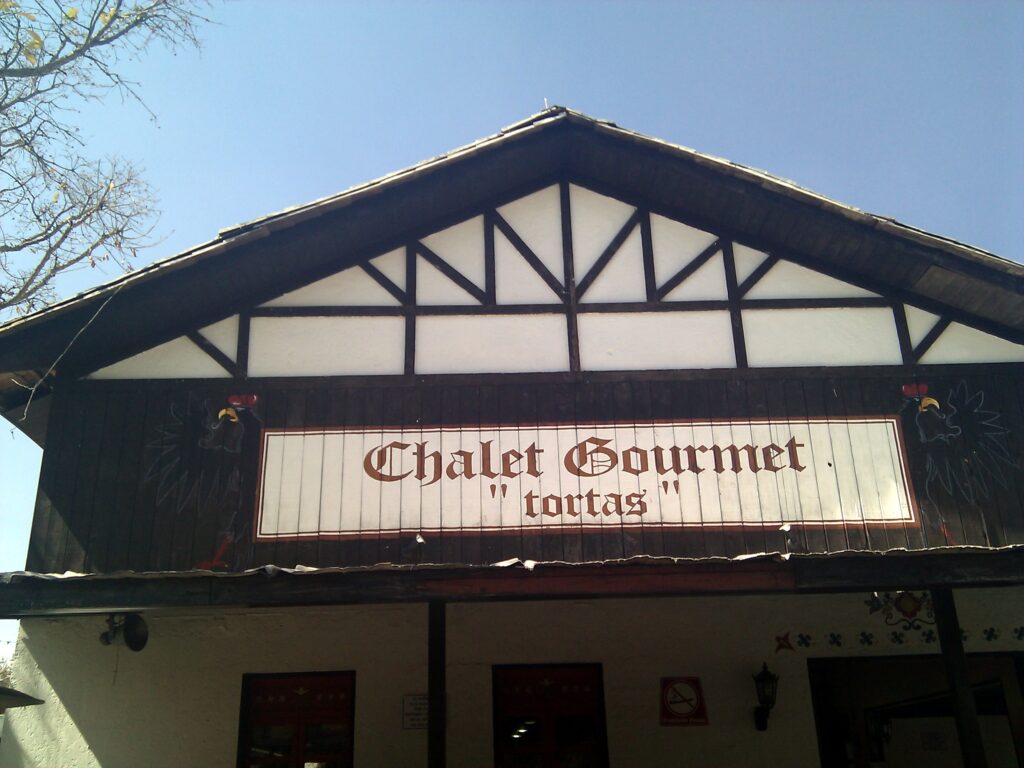 Chalet Gourmet
" tortas "